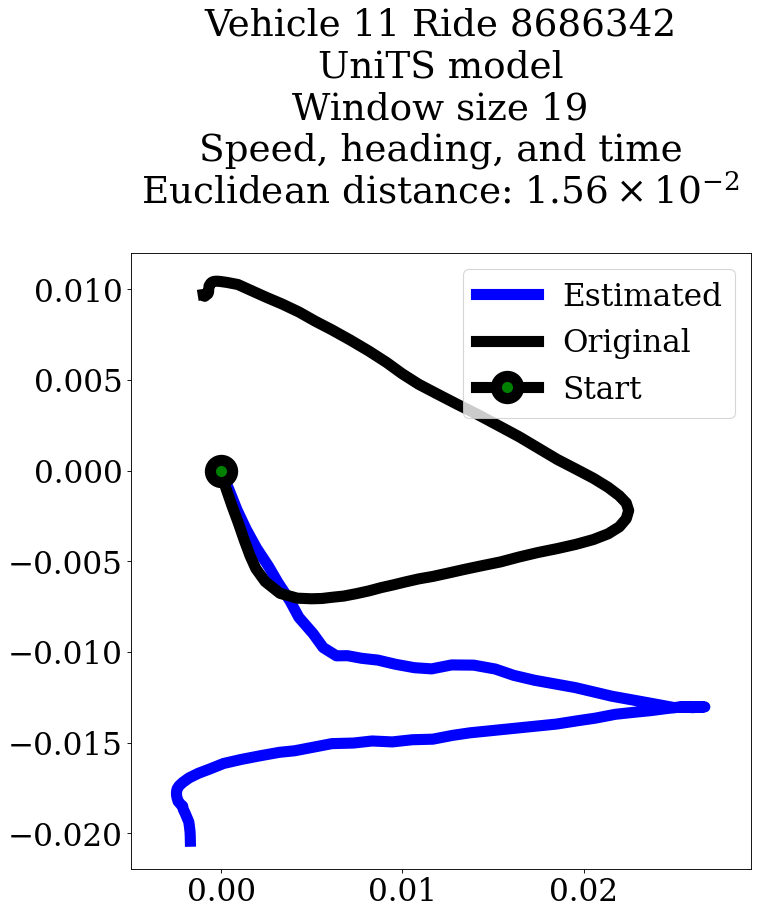 Vehicle 11 Ride 8686342
UniTS model
Window size 19
Speed, heading, and time
Euclidean distance: 1.56 × 10⁻²
Estimated
Original
Start
0.010
0.005
0.000
−0.005
−0.010
−0.015
−0.020
0.00 0.01 0.02